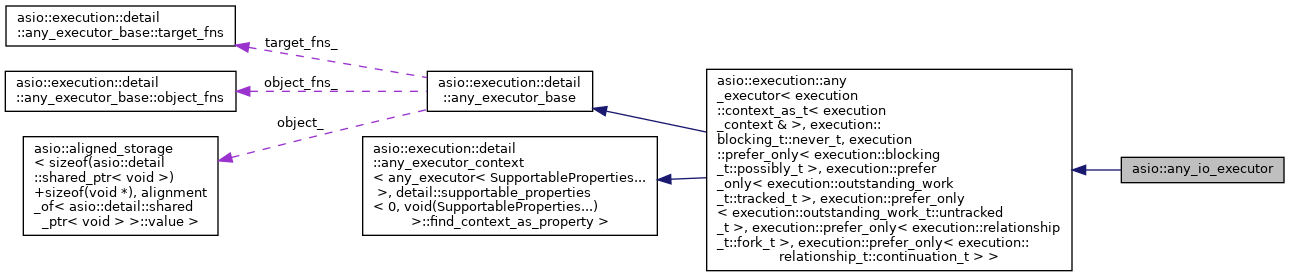 asio::execution::detail
::any_executor_base::target_fns
target_fns_
asio::execution::detail
::any_executor_base::object_fns
object_fns_
asio::aligned_storage
< sizeof(asio::detail
::shared_ptr< void >)
+sizeof(void *), alignment
_of< asio::detail::shared
_ptr< void > >::value >
object_
asio::execution::detail
::any_executor_base
asio::execution::detail
::any_executor_context
< any_executor< SupportableProperties...
>, detail::supportable_properties
< 0, void(SupportableProperties...)
>::find_context_as_property >
asio::execution::any
_executor< execution
::context_as_t< execution
_context & >, execution::
blocking_t::never_t, execution
::prefer_only< execution::blocking
_t::possibly_t >, execution::prefer
_only< execution::outstanding_work
_t::tracked_t >, execution::prefer_only
< execution::outstanding_work_t::untracked
_t >, execution::prefer_only< execution::relationship
_t::fork_t >, execution::prefer_only< execution::
relationship_t::continuation_t > >
asio::any_io_executor